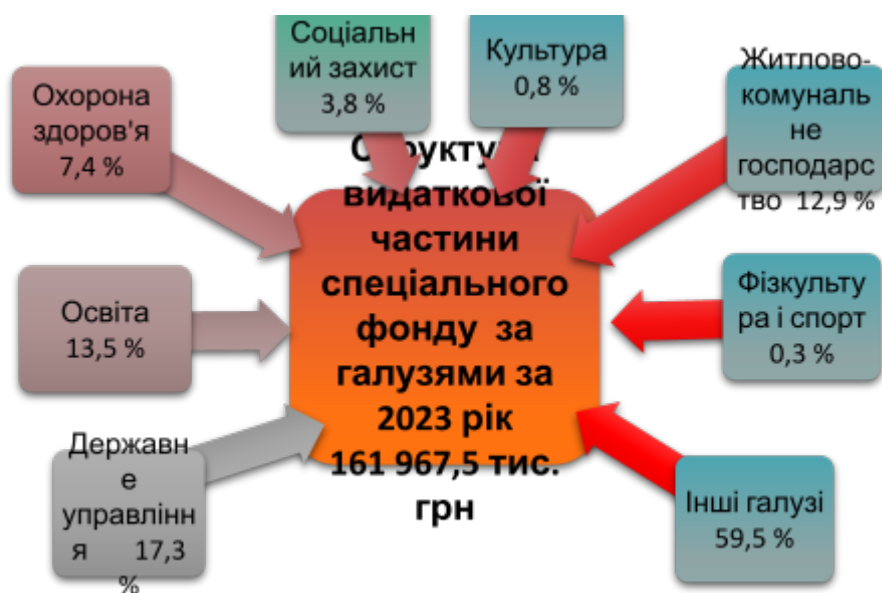 Соціальн
ий захист
3,8 %
Культура
0,8 %
Житлово-
комуналь
не
господарс
тво 12,9 %
Охорона
здоров'я
7,4 %
Структура
видаткової
частини
спеціального
фонду за
галузями за
2023 рік
161 967,5 тис.
грн
Освіта
13,5 %
Фізкульту
ра і спорт
0,3 %
Державн
е
управлінн
я 17,3
%
Інші галузі
59,5 %